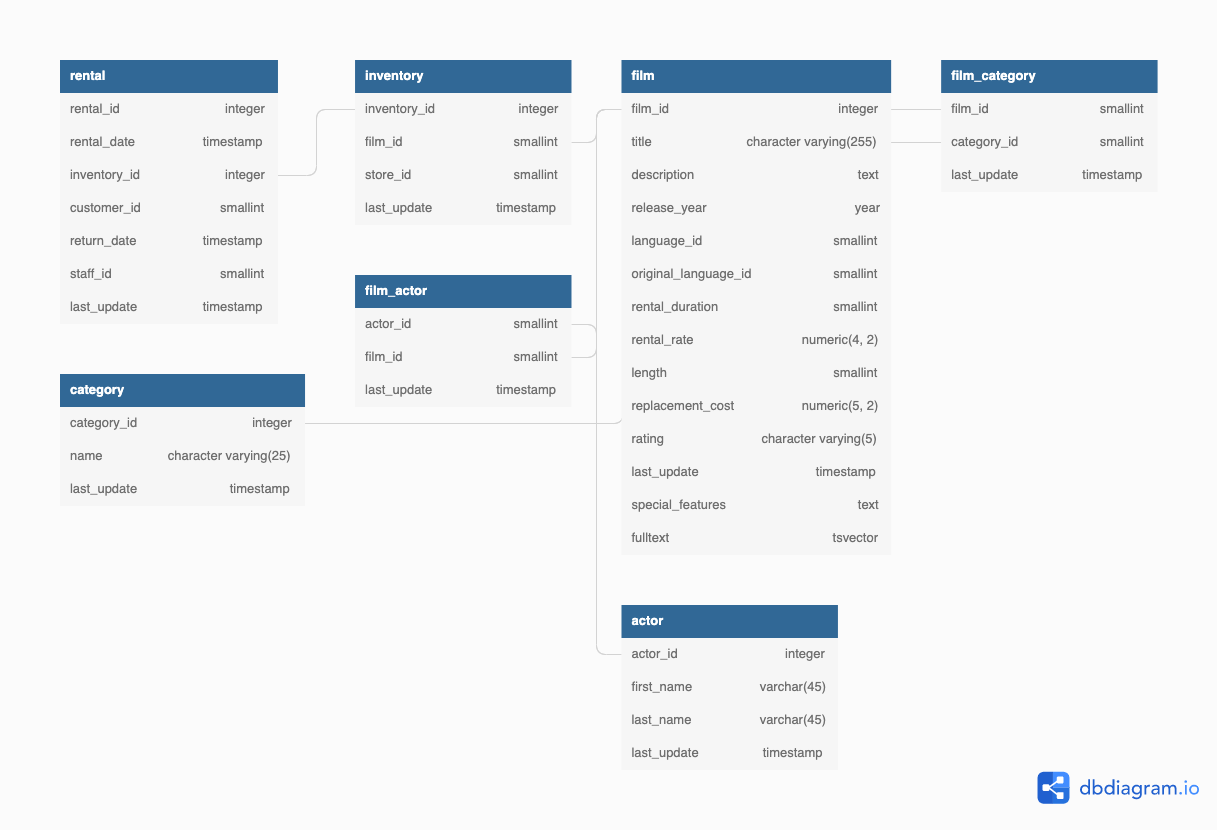 rental
rental_id integer
rental_date timestamp
inventory_id integer
customer_id smallint
return_date timestamp
staff_id smallint
last_update timestamp
inventory
inventory_id integer
film_id smallint
store_id smallint
last_update timestamp
film
film_id integer
title character varying(255)
description text
release_year year
language_id smallint
original_language_id smallint
rental_duration smallint
rental_rate numeric(4, 2)
length smallint
replacement_cost numeric(5, 2)
rating character varying(5)
last_update timestamp
special_features text
fulltext tsvector
film_category
film_id smallint
category_id smallint
last_update timestamp
film_actor
actor_id smallint
film_id smallint
last_update timestamp
category
category_id integer
name character varying(25)
last_update timestamp
actor
actor_id integer
first_name varchar(45)
last_name varchar(45)
last_update timestamp
dbdiagram.io